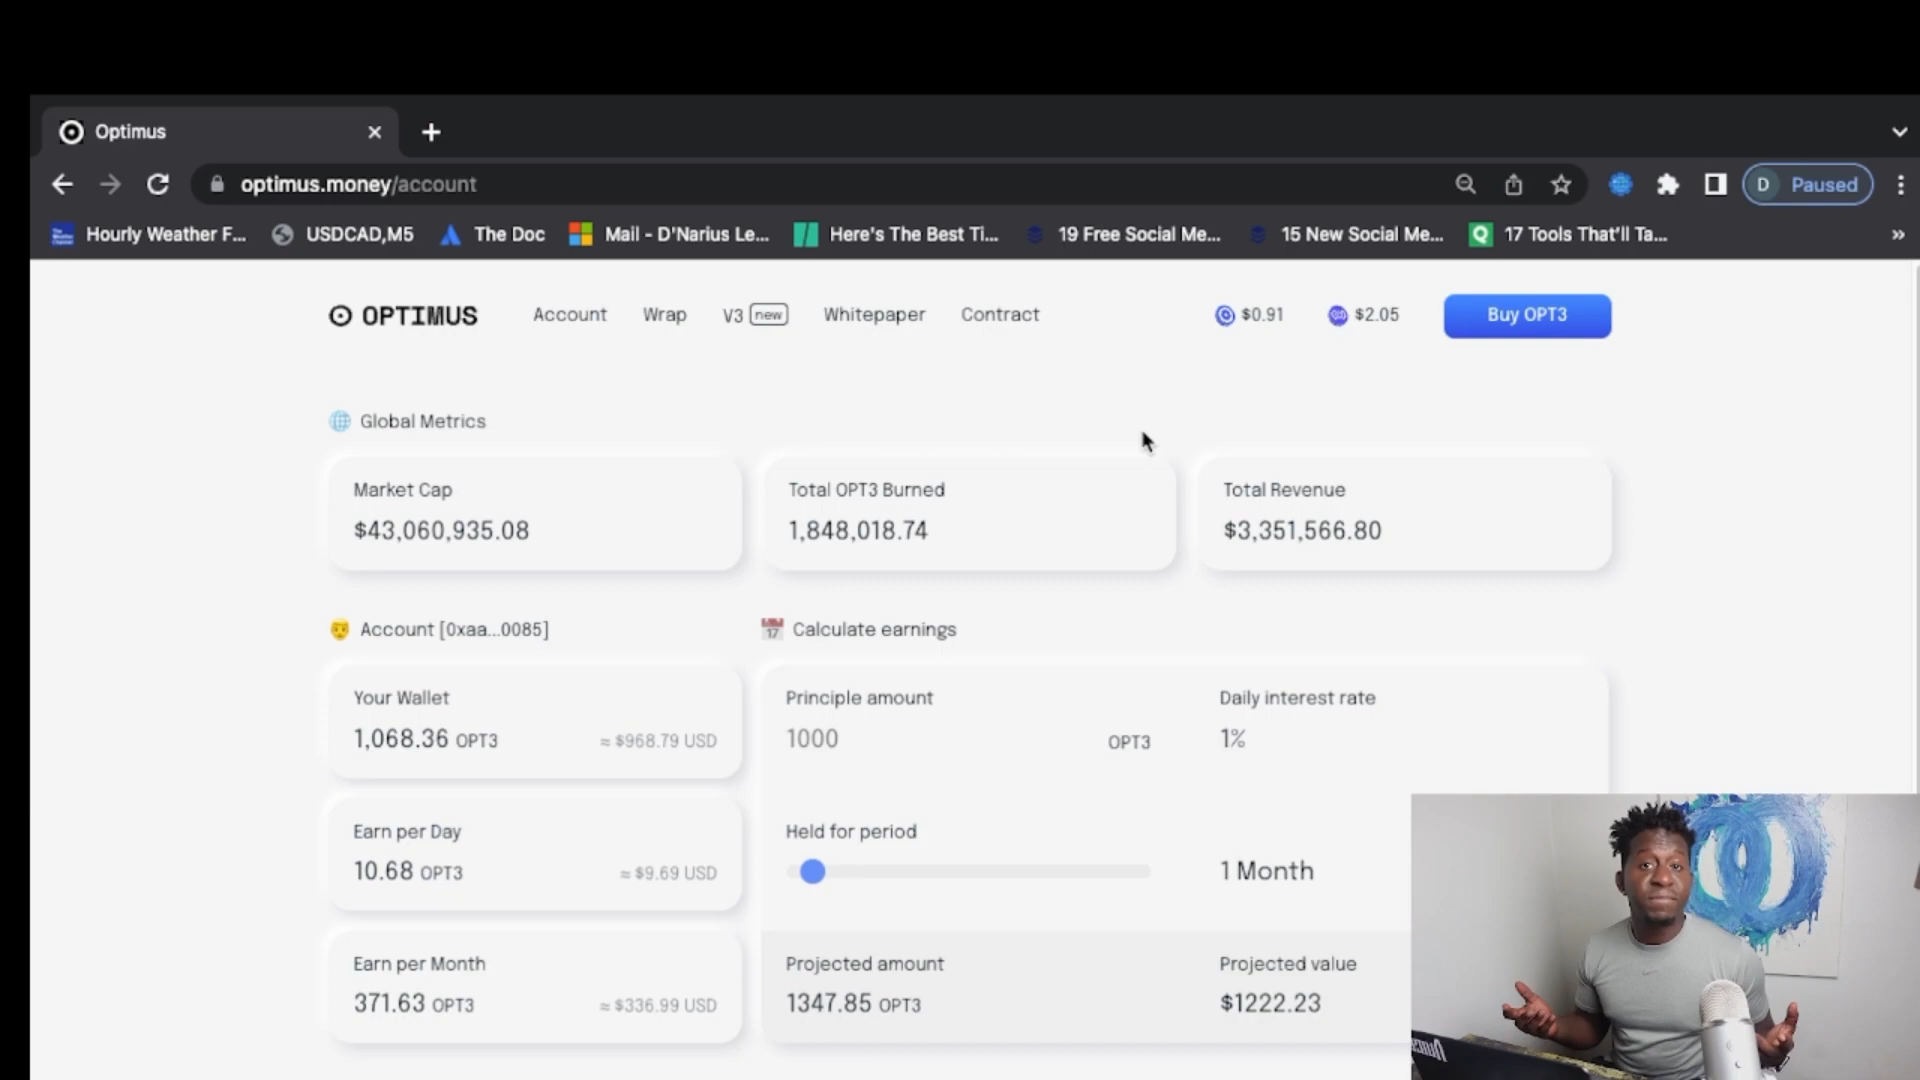 Optimus
optimus.money/account
D Paused
Hourly Weather F...
USDCAD,M5
The Doc
Mail - D'Narius Le...
Here's The Best Ti...
19 Free Social Me...
15 New Social Me...
17 Tools That'll Ta...
»
OPTIMUS
Account
Wrap
V3 new
Whitepaper
Contract
$0.91
$2.05
Buy OPT3
Global Metrics
Market Cap
$43,060,935.08
Total OPT3 Burned
1,848,018.74
Total Revenue
$3,351,566.80
Account [0xaa...0085]
Your Wallet
1,068.36 OPT3 ≈ $968.79 USD
Earn per Day
10.68 OPT3 ≈ $9.69 USD
Earn per Month
371.63 OPT3 ≈ $336.99 USD
17 Calculate earnings
Principle amount
1000 OPT3
Daily interest rate
1%
Held for period
1 Month
Projected amount
1347.85 OPT3
Projected value
$1222.23